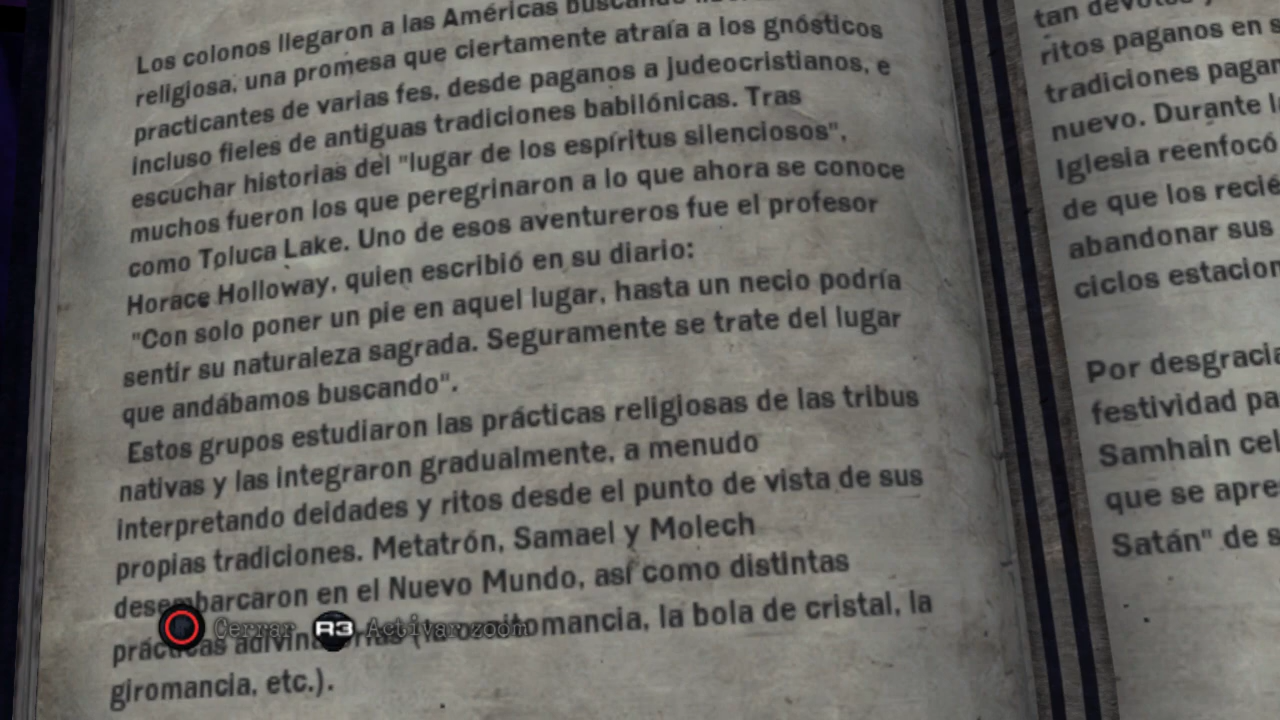 Los colonos llegaron a las Américas buscando
religiosa, una promesa que ciertamente atraía a los gnósticos
practicantes de varias fes, desde paganos a judeocristianos, e
incluso fieles de antiguas tradiciones babilónicas. Tras
escuchar historias del "lugar de los espíritus silenciosos",
muchos fueron los que peregrinaron a lo que ahora se conoce
como Toluca Lake. Uno de esos aventureros fue el profesor
Horace Holloway, quien escribió en su diario:
"Con solo poner un pie en aquel lugar, hasta un necio podría
sentir su naturaleza sagrada. Seguramente se trate del lugar
que andábamos buscando".
Estos grupos estudiaron las prácticas religiosas de las tribus
nativas y las integraron gradualmente, a menudo
interpretando deidades y ritos desde el punto de vista de sus
propias tradiciones. Metatrón, Samael y Molech
desembarcaron en el Nuevo Mundo, así como distintas
prácticas adivinatorias (la la bola de cristal, la
giromancia, etc.).
Cerrar R3 Activar zoom
tan
ritos paganos en
tradiciones
nuevo. Durante
Iglesia reenfocó
de que los
abandonar sus
ciclos
Por desgracia
festividad
Samhain
que se
Satán" de